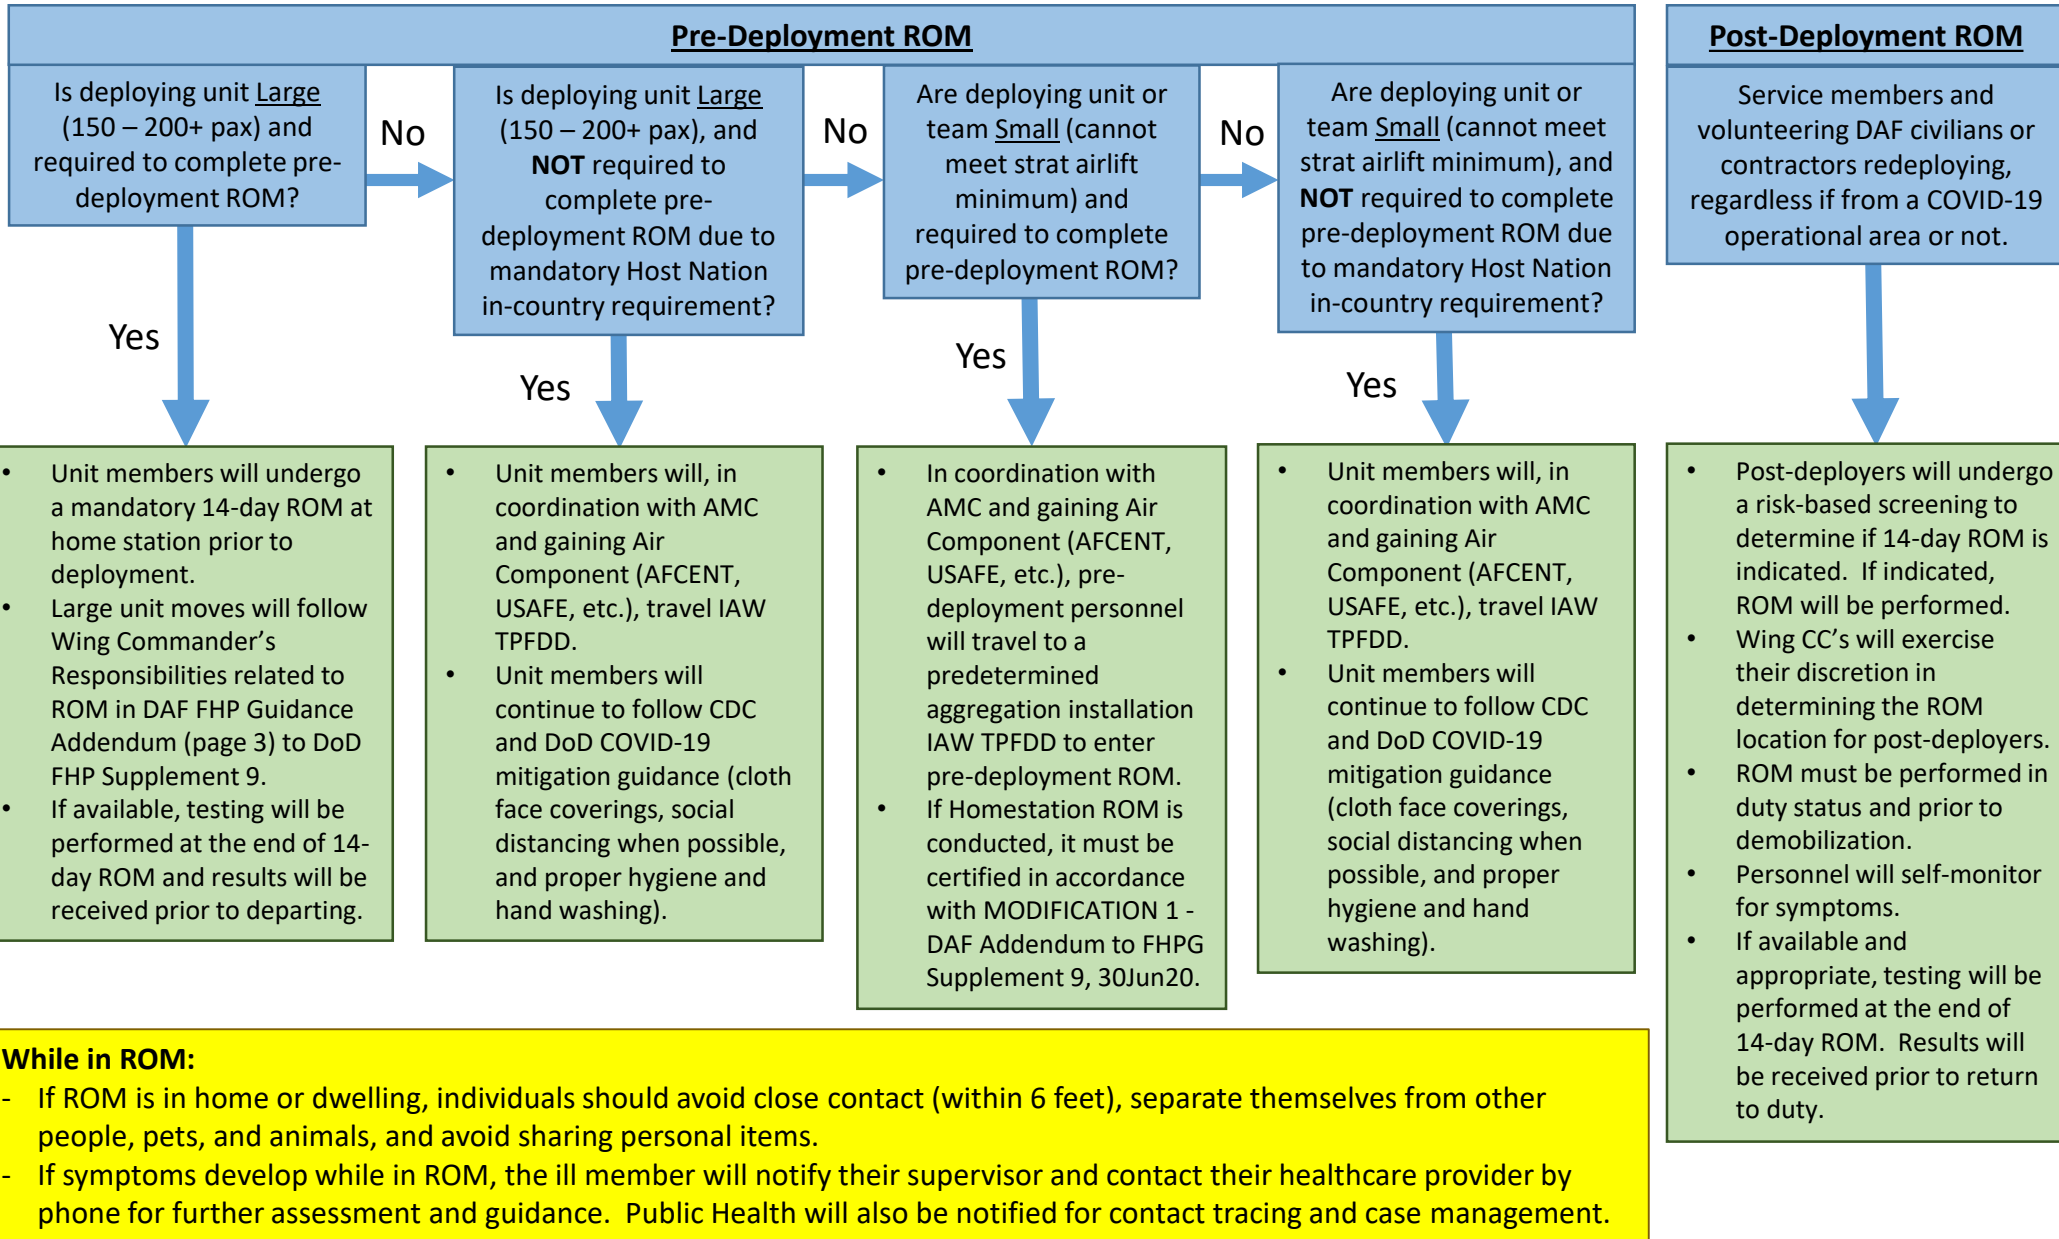 Pre-Deployment ROM
Is deploying unit Large
(150 – 200+ pax) and
required to complete pre-
deployment ROM?
No
Is deploying unit Large
(150 – 200+ pax), and
NOT required to
complete pre-
deployment ROM due to
mandatory Host Nation
in-country requirement?
No
Are deploying unit or
team Small (cannot
meet strat airlift
minimum) and
required to complete
pre-deployment ROM?
No
Are deploying unit or
team Small (cannot meet
strat airlift minimum), and
NOT required to complete
pre-deployment ROM due
to mandatory Host Nation
in-country requirement?
Yes
Yes
Yes
Yes
• Unit members will undergo
a mandatory 14-day ROM at
home station prior to
deployment.
• Large unit moves will follow
Wing Commander’s
Responsibilities related to
ROM in DAF FHP Guidance
Addendum (page 3) to DoD
FHP Supplement 9.
• If available, testing will be
performed at the end of 14-
day ROM and results will be
received prior to departing.
• Unit members will, in
coordination with AMC
and gaining Air
Component (AFCENT,
USAFE, etc.), travel IAW
TPFDD.
• Unit members will
continue to follow CDC
and DoD COVID-19
mitigation guidance (cloth
face coverings, social
distancing when possible,
and proper hygiene and
hand washing).
• In coordination with
AMC and gaining Air
Component (AFCENT,
USAFE, etc.), pre-
deployment personnel
will travel to a
predetermined
aggregation installation
IAW TPFDD to enter
pre-deployment ROM.
• If Homestation ROM is
conducted, it must be
certified in accordance
with MODIFICATION 1 -
DAF Addendum to FHPG
Supplement 9, 30Jun20.
• Unit members will, in
coordination with AMC
and gaining Air
Component (AFCENT,
USAFE, etc.), travel IAW
TPFDD.
• Unit members will
continue to follow CDC
and DoD COVID-19
mitigation guidance
(cloth face coverings,
social distancing when
possible, and proper
hygiene and hand
washing).
Post-Deployment ROM
Service members and
volunteering DAF civilians or
contractors redeploying,
regardless if from a COVID-19
operational area or not.
• Post-deployers will undergo
a risk-based screening to
determine if 14-day ROM is
indicated. If indicated,
ROM will be performed.
• Wing CC’s will exercise
their discretion in
determining the ROM
location for post-deployers.
• ROM must be performed in
duty status and prior to
demobilization.
• Personnel will self-monitor
for symptoms.
• If available and
appropriate, testing will be
performed at the end of
14-day ROM. Results will
be received prior to return
to duty.
While in ROM:
- If ROM is in home or dwelling, individuals should avoid close contact (within 6 feet), separate themselves from other
people, pets, and animals, and avoid sharing personal items.
- If symptoms develop while in ROM, the ill member will notify their supervisor and contact their healthcare provider by
phone for further assessment and guidance. Public Health will also be notified for contact tracing and case management.